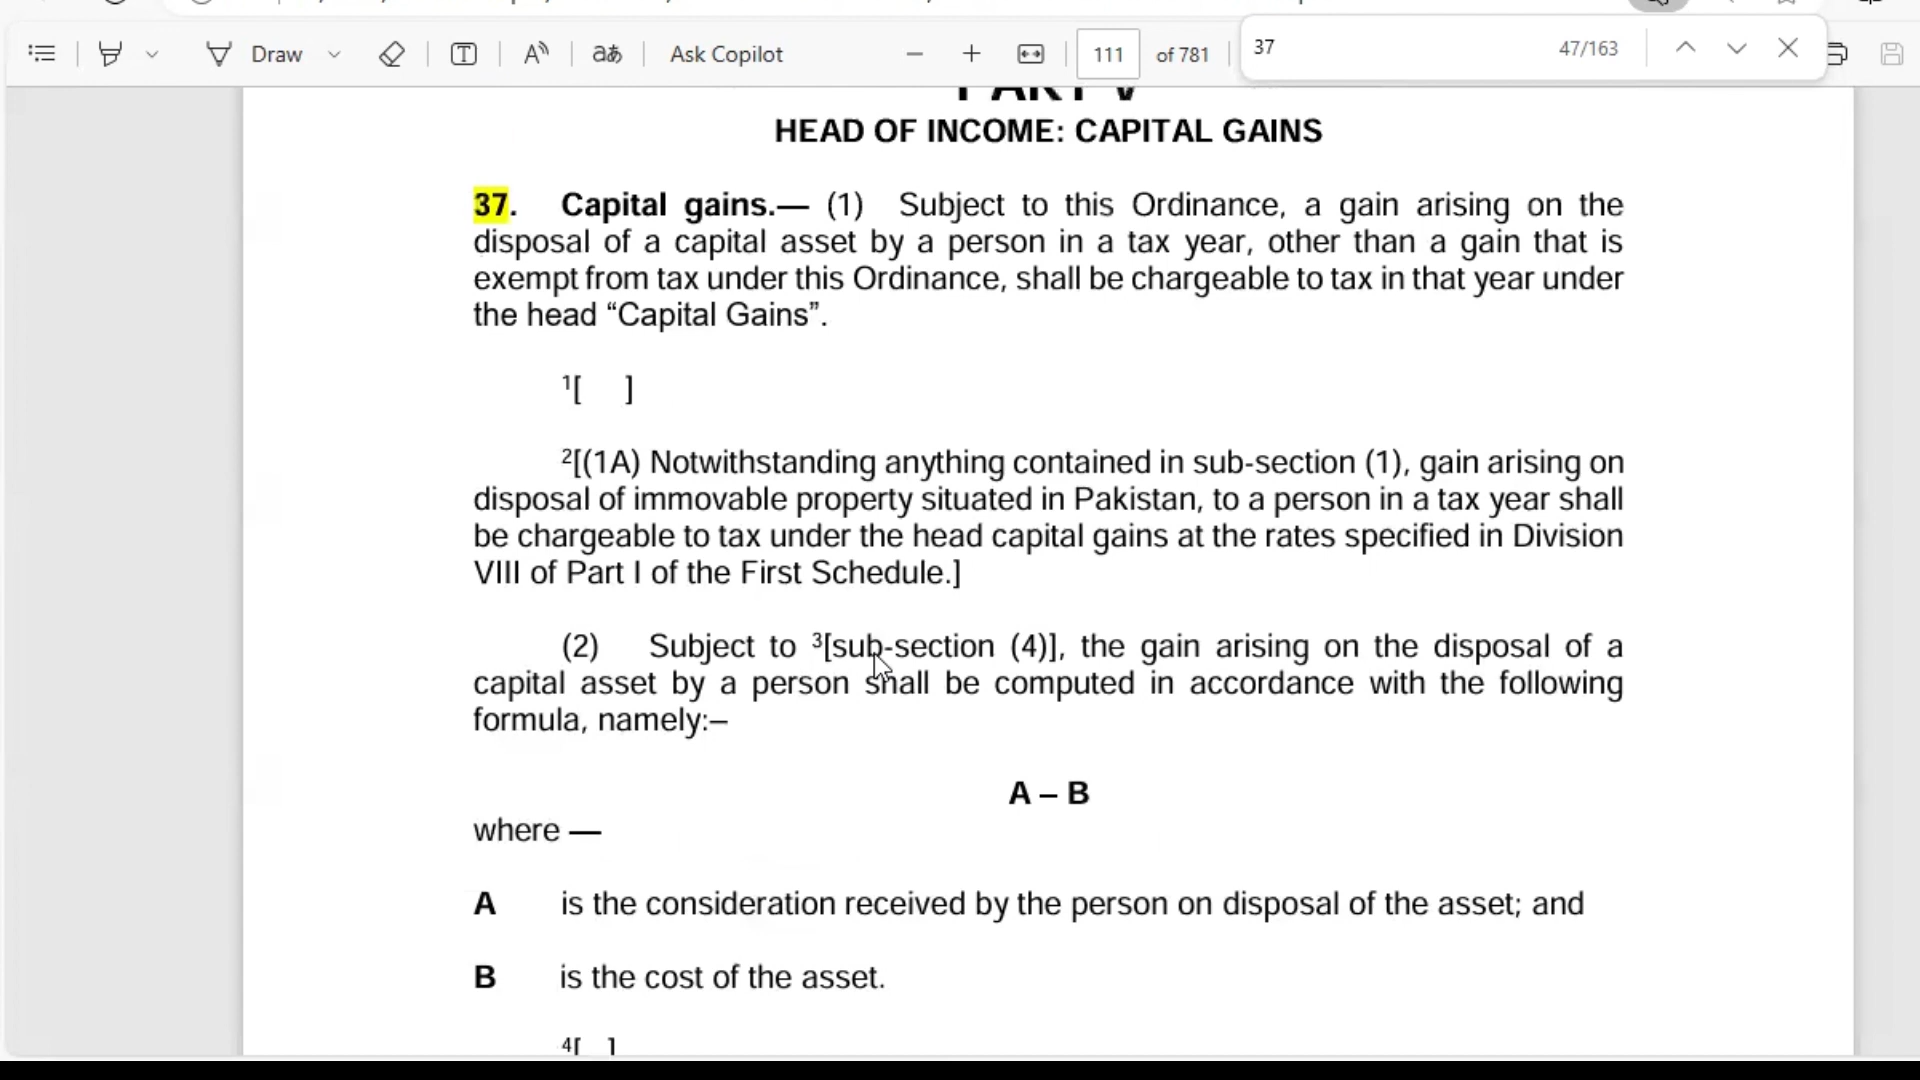 Draw
Ask Copilot
111 of 781
37 47/163
PART V
HEAD OF INCOME: CAPITAL GAINS
37. Capital gains.— (1) Subject to this Ordinance, a gain arising on the
disposal of a capital asset by a person in a tax year, other than a gain that is
exempt from tax under this Ordinance, shall be chargeable to tax in that year under
the head “Capital Gains”.
1[ ]
2[(1A) Notwithstanding anything contained in sub-section (1), gain arising on
disposal of immovable property situated in Pakistan, to a person in a tax year shall
be chargeable to tax under the head capital gains at the rates specified in Division
VIII of Part I of the First Schedule.]
(2) Subject to 3[sub-section (4)], the gain arising on the disposal of a
capital asset by a person shall be computed in accordance with the following
formula, namely:–
A – B
where —
A is the consideration received by the person on disposal of the asset; and
B is the cost of the asset.
4[ ]